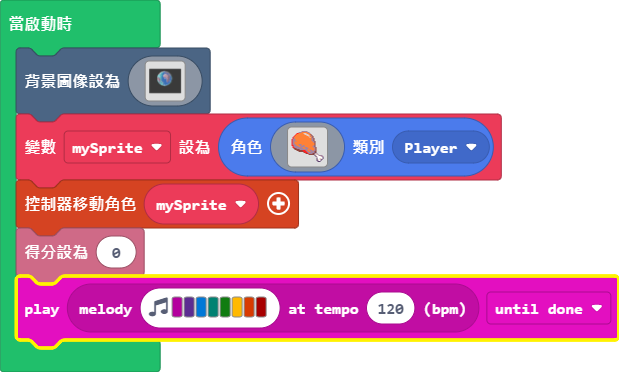 當啟動時
背景圖像設為
變數 mySprite 設為 角色 類別 Player
控制器移動角色 mySprite
得分設為 0
play melody at tempo 120 (bpm) until done